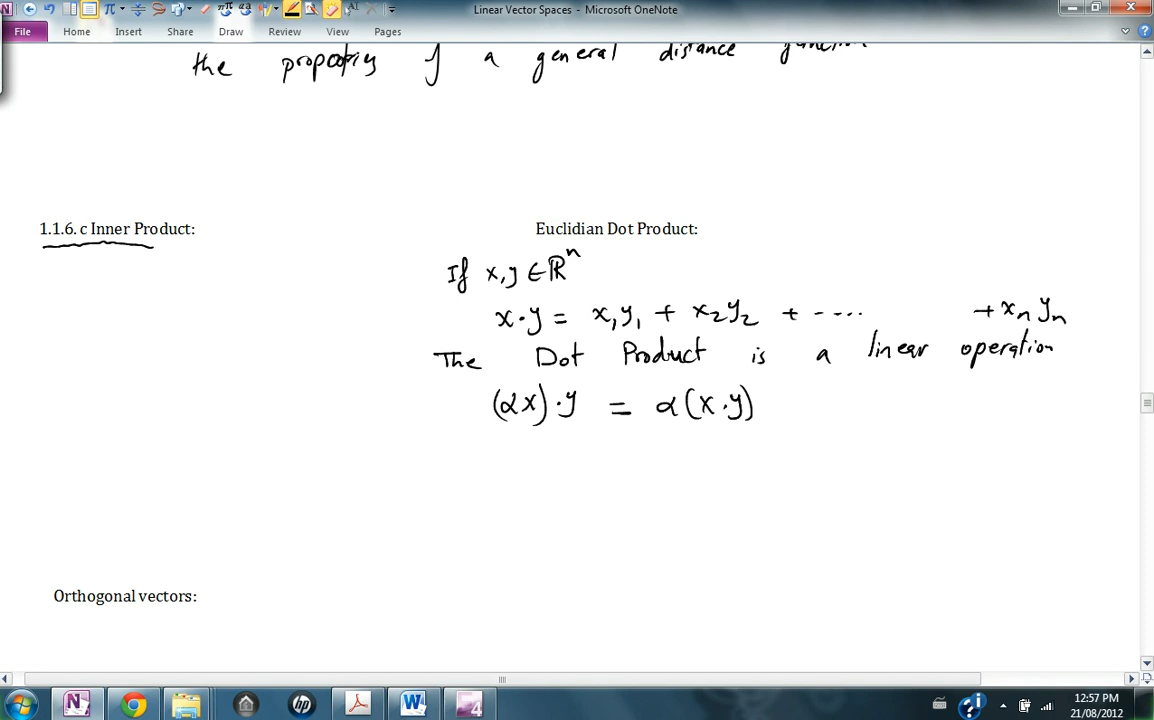 Linear Vector Spaces - Microsoft OneNote
File Home Insert Share Draw Review View Pages
the properties of a general distance function
1.1.6. c Inner Product:
Euclidian Dot Product:
If x,y ∈ ℝⁿ
x·y = x₁y₁ + x₂y₂ + ---.. + xₙyₙ
The Dot Product is a linear operation
(αx)·y = α(x·y)
Orthogonal vectors:
12:57 PM
21/08/2012